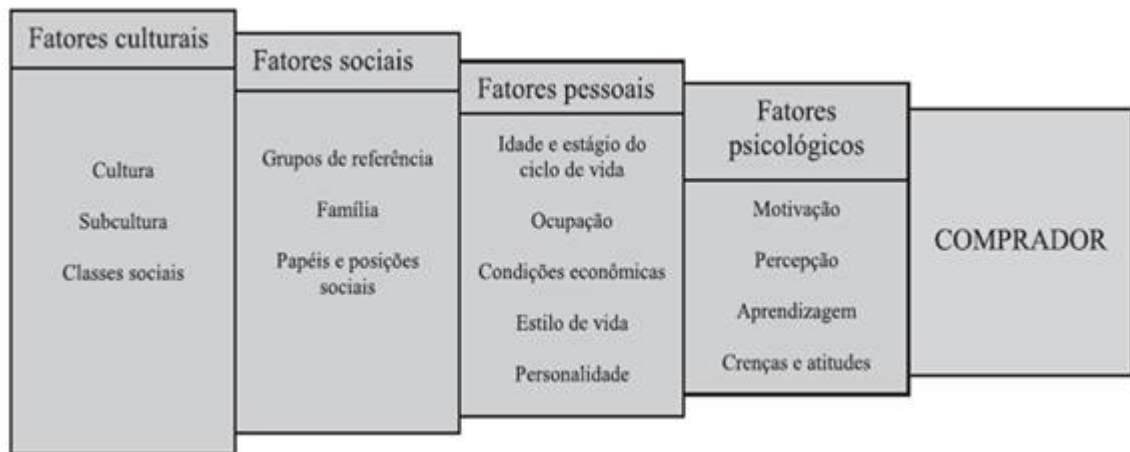 Fatores culturais
Cultura
Subcultura
Classes sociais
Fatores sociais
Grupos de referência
Família
Papéis e posições
sociais
Fatores pessoais
Idade e estágio do
ciclo de vida
Ocupação
Condições econômicas
Estilo de vida
Personalidade
Fatores
psicológicos
Motivação
Percepção
Aprendizagem
Crenças e atitudes
COMPRADOR